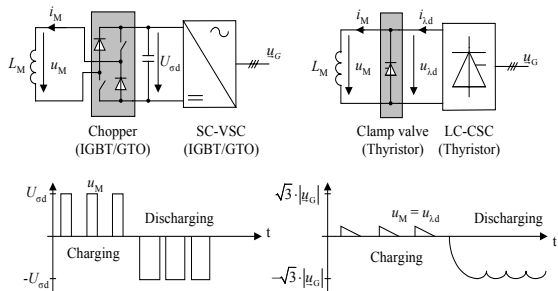 i_M
L_M
u_M
U_σd
u_G
Chopper
(IGBT/GTO)
SC-VSC
(IGBT/GTO)
i_M
i_λd
L_M
u_M
u_λd
u_G
Clamp valve
(Thyristor)
LC-CSC
(Thyristor)
U_σd
u_M
Discharging
t
Charging
-U_σd
√3·|u_G|
u_M = u_λd
Discharging
t
Charging
−√3·|u_G|